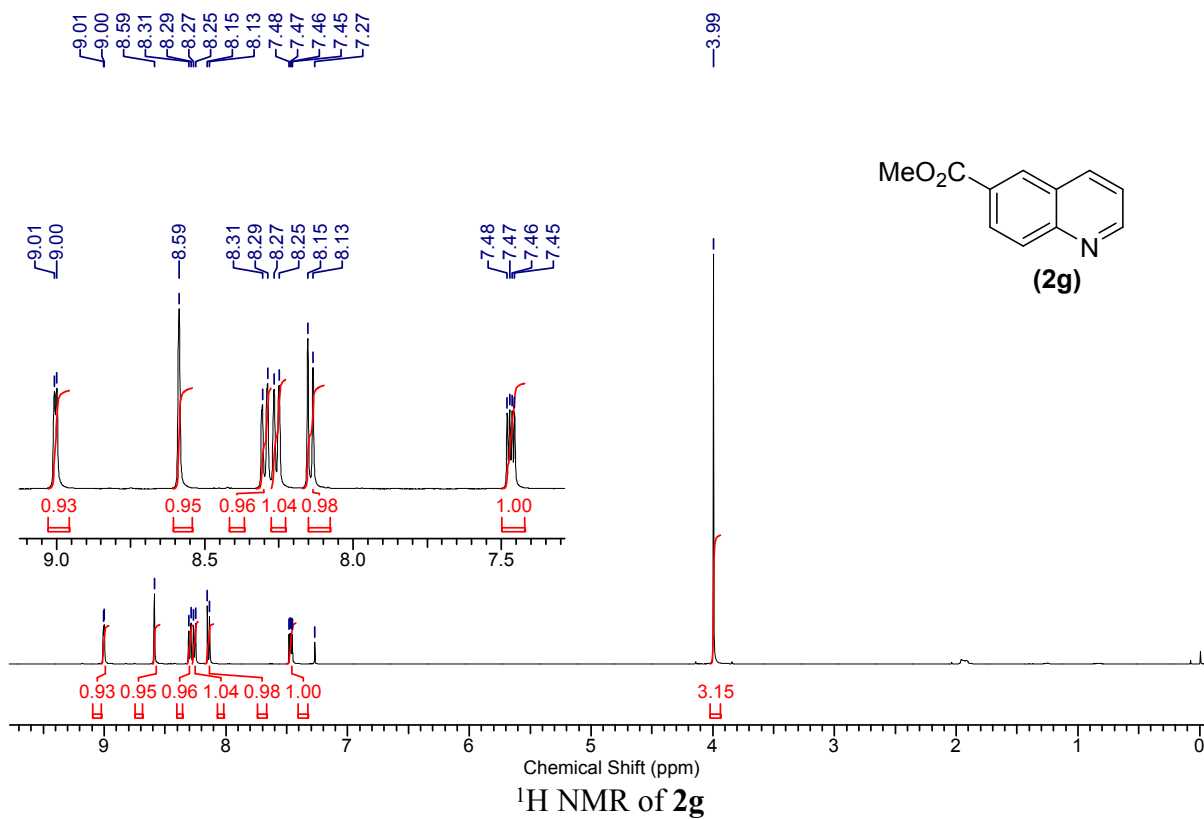 9.01 9.00 8.59 8.31 8.29 8.27 8.25 8.15 8.13 7.48 7.47 7.46 7.45 7.27 3.99
MeO2C
N
(2g)
9.01 9.00 8.59 8.31 8.29 8.27 8.25 8.15 8.13 7.48 7.47 7.46 7.45
0.93 0.95 0.96 1.04 0.98 1.00
9.0 8.5 8.0 7.5
0.93 0.95 0.96 1.04 0.98 1.00 3.15
9 8 7 6 5 4 3 2 1 0
Chemical Shift (ppm)
1H NMR of 2g